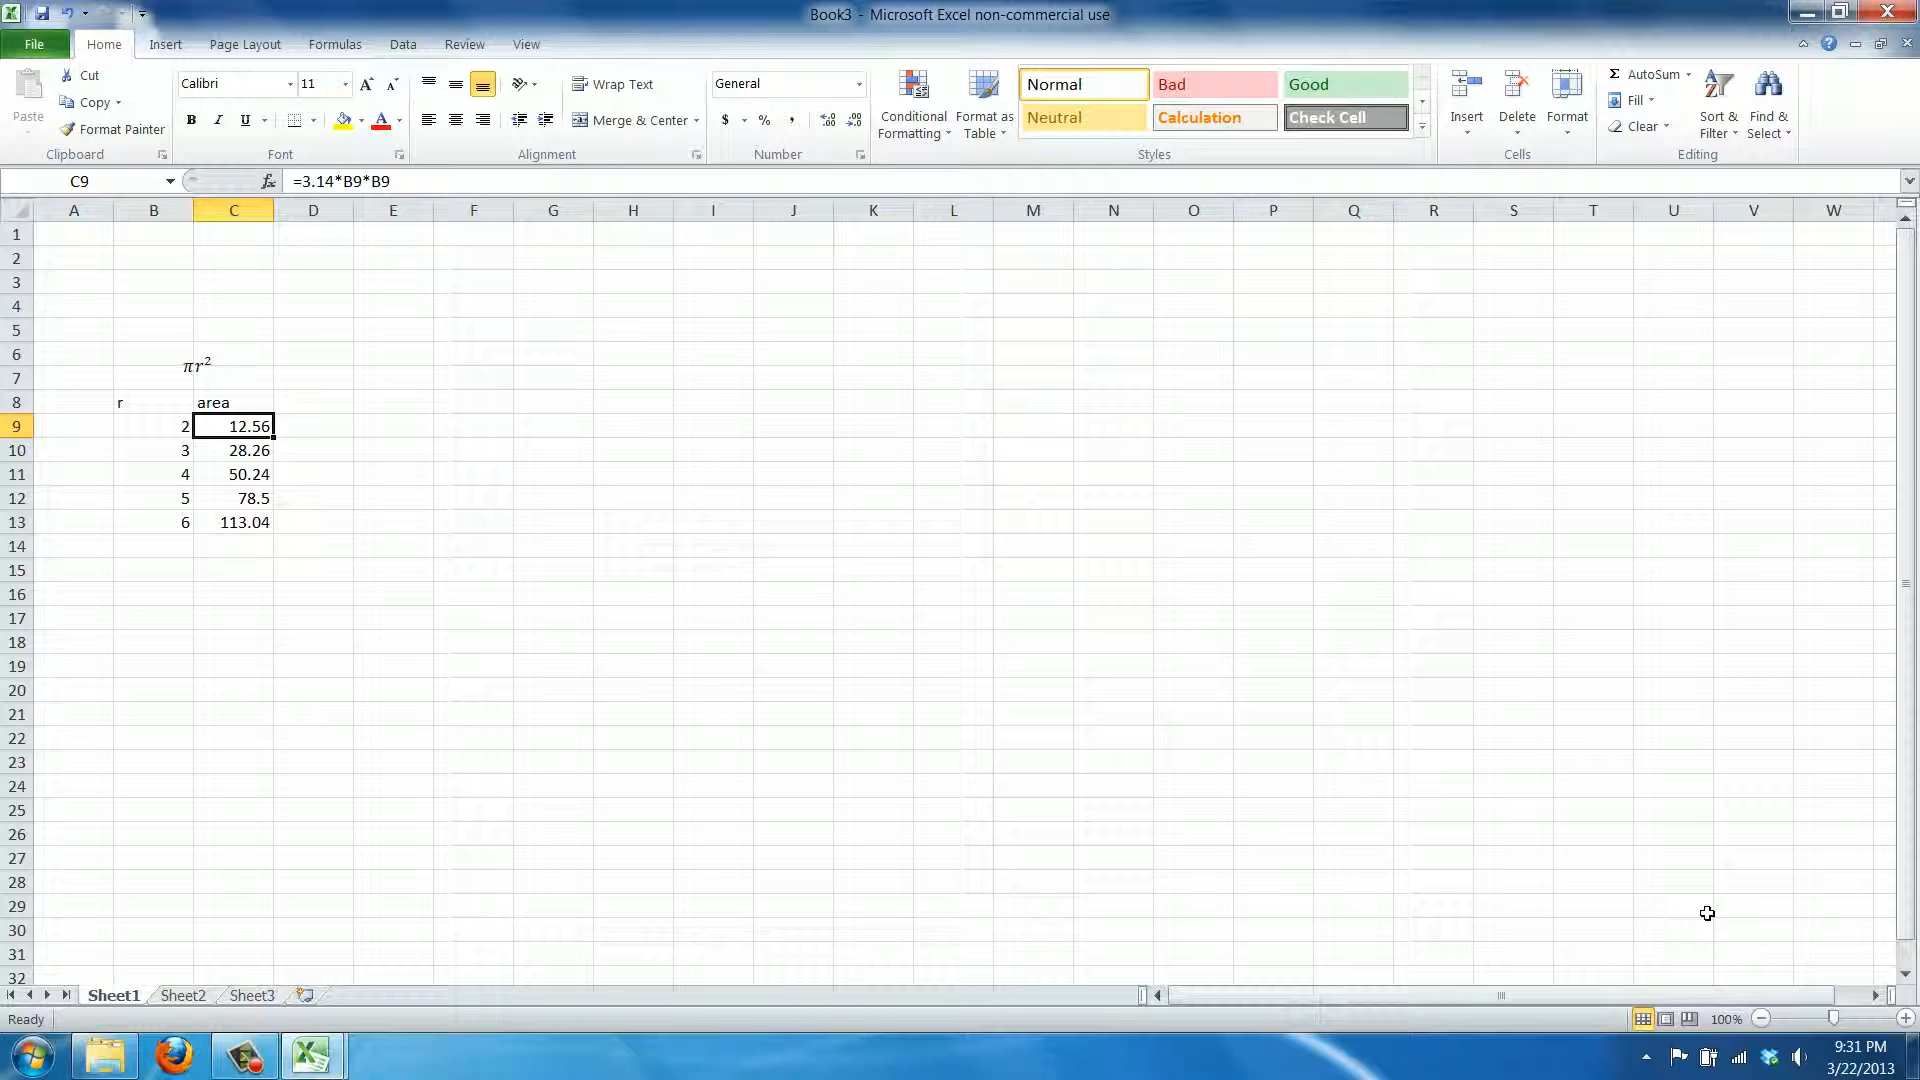 Book3 - Microsoft Excel non-commercial use
File Home Insert Page Layout Formulas Data Review View
Paste
Cut
Copy
Format Painter
Clipboard
Calibri 11
B I U
Font
Wrap Text
Merge & Center
Alignment
General
$ % ,
Number
Conditional Formatting
Format as Table
Normal Bad Good
Neutral Calculation Check Cell
Styles
Insert Delete Format
Cells
Σ AutoSum
Fill
Clear
Sort & Filter
Find & Select
Editing
C9 fx =3.14*B9*B9
A B C D E F G H I J K L M N O P Q R S T U V W
1
2
3
4
5
6
πr²
7
8 r area
9 2 12.56
10 3 28.26
11 4 50.24
12 5 78.5
13 6 113.04
14
15
16
17
18
19
20
21
22
23
24
25
26
27
28
29
30
31
32
Sheet1 Sheet2 Sheet3
Ready 100%
9:31 PM
3/22/2013